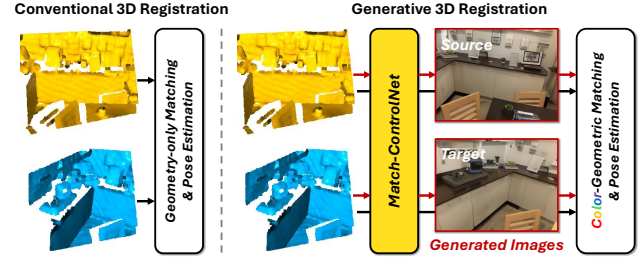 Conventional 3D Registration
Generative 3D Registration
Geometry-only Matching
& Pose Estimation
Match-ControlNet
Source
Target
Generated Images
Color-Geometric Matching
& Pose Estimation